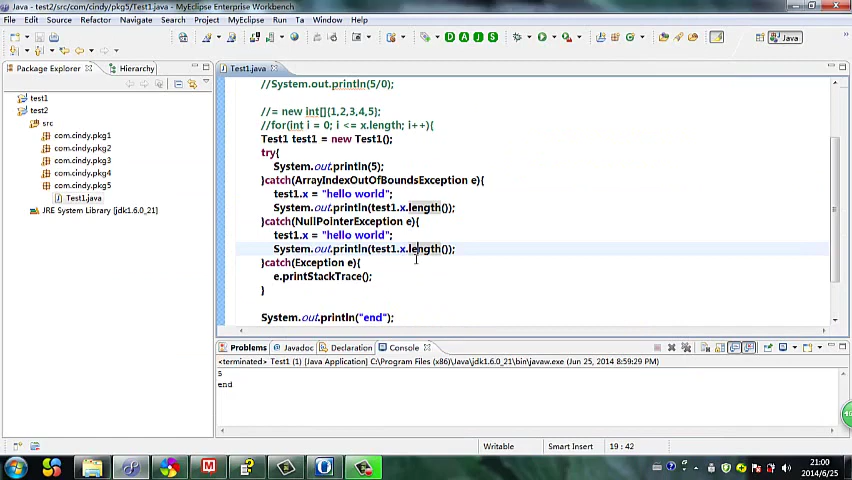 Java - test2/src/com/cindy/pkg5/Test1.java - MyEclipse Enterprise Workbench
File Edit Source Refactor Navigate Search Project MyEclipse Run Ta Window Help
Java
Package Explorer Hierarchy
test1
test2
src
com.cindy.pkg1
com.cindy.pkg2
com.cindy.pkg3
com.cindy.pkg4
com.cindy.pkg5
Test1.java
JRE System Library [jdk1.6.0_21]
Test1.java
//System.out.println(5/0);
//= new int[]{1,2,3,4,5};
//for(int i = 0; i <= x.length; i++){
Test1 test1 = new Test1();
try{
System.out.println(5);
}catch(ArrayIndexOutOfBoundsException e){
test1.x = "hello world";
System.out.println(test1.x.length());
}catch(NullPointerException e){
test1.x = "hello world";
System.out.println(test1.x.length());
}catch(Exception e){
e.printStackTrace();
}
System.out.println("end");
Problems Javadoc Declaration Console
<terminated> Test1 (1) [Java Application] C:\Program Files (x86)\Java\jdk1.6.0_21\bin\javaw.exe (Jun 25, 2014 8:59:29 PM)
5
end
Writable Smart Insert 19 : 42
21:00
2014/6/25